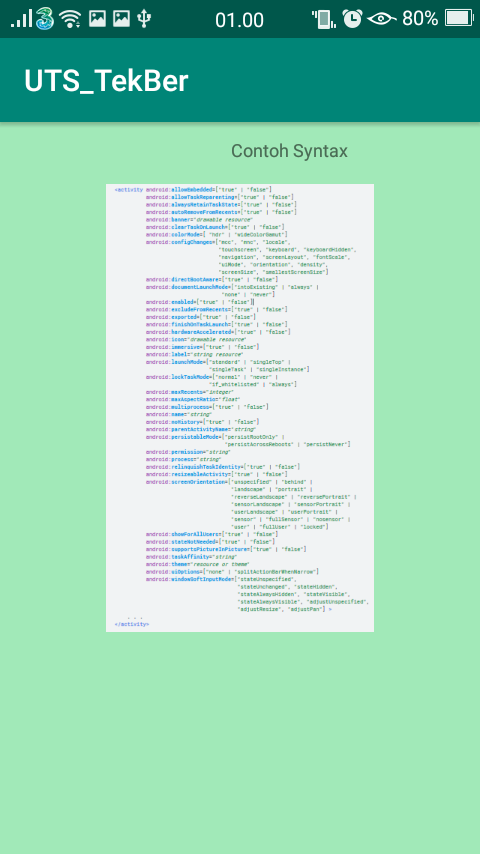 01.00
80%
UTS_TekBer
Contoh Syntax
<activity android:allowEmbedded=["true" | "false"]
android:allowTaskReparenting=["true" | "false"]
android:alwaysRetainTaskState=["true" | "false"]
android:autoRemoveFromRecents=["true" | "false"]
android:banner="drawable resource"
android:clearTaskOnLaunch=["true" | "false"]
android:colorMode=[ "hdr" | "wideColorGamut"]
android:configChanges=["mcc", "mnc", "locale",
"touchscreen", "keyboard", "keyboardHidden",
"navigation", "screenLayout", "fontScale",
"uiMode", "orientation", "density",
"screenSize", "smallestScreenSize"]
android:directBootAware=["true" | "false"]
android:documentLaunchMode=["intoExisting" | "always" |
"none" | "never"]
android:enabled=["true" | "false"]
android:excludeFromRecents=["true" | "false"]
android:exported=["true" | "false"]
android:finishOnTaskLaunch=["true" | "false"]
android:hardwareAccelerated=["true" | "false"]
android:icon="drawable resource"
android:immersive=["true" | "false"]
android:label="string resource"
android:launchMode=["standard" | "singleTop" |
"singleTask" | "singleInstance"]
android:lockTaskMode=["normal" | "never" |
"if_whitelisted" | "always"]
android:maxRecents="integer"
android:maxAspectRatio="float"
android:multiprocess=["true" | "false"]
android:name="string"
android:noHistory=["true" | "false"]
android:parentActivityName="string"
android:persistableMode=["persistRootOnly" |
"persistAcrossReboots" | "persistNever"]
android:permission="string"
android:process="string"
android:relinquishTaskIdentity=["true" | "false"]
android:resizeableActivity=["true" | "false"]
android:screenOrientation=["unspecified" | "behind" |
"landscape" | "portrait" |
"reverseLandscape" | "reversePortrait" |
"sensorLandscape" | "sensorPortrait" |
"userLandscape" | "userPortrait" |
"sensor" | "fullSensor" | "nosensor" |
"user" | "fullUser" | "locked"]
android:showForAllUsers=["true" | "false"]
android:stateNotNeeded=["true" | "false"]
android:supportsPictureInPicture=["true" | "false"]
android:taskAffinity="string"
android:theme="resource or theme"
android:uiOptions=["none" | "splitActionBarWhenNarrow"]
android:windowSoftInputMode=["stateUnspecified",
"stateUnchanged", "stateHidden",
"stateAlwaysHidden", "stateVisible",
"stateAlwaysVisible", "adjustUnspecified",
"adjustResize", "adjustPan"] >
. . .
</activity>